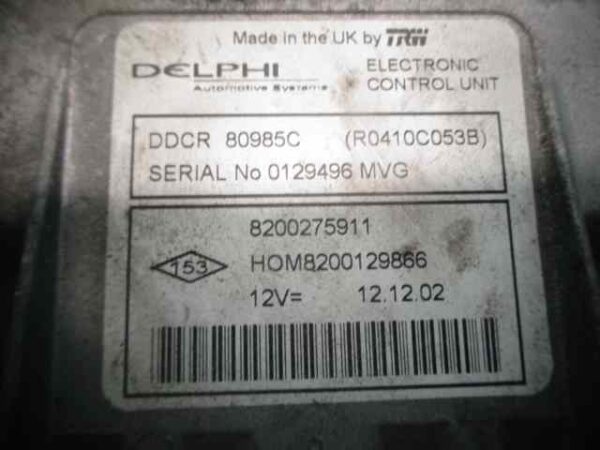 Made in the UK by TRW
DELPHI
Automotive Systems
ELECTRONIC
CONTROL UNIT
DDCR 80985C (R0410C053B)
SERIAL No 0129496 MVG
8200275911
153 HOM8200129866
12V= 12.12.02